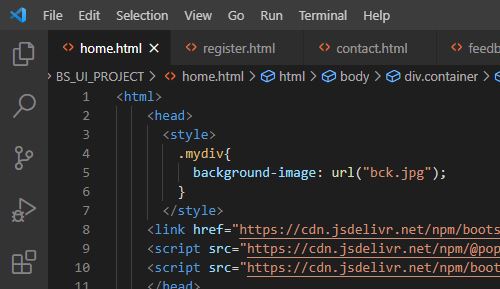 File Edit Selection View Go Run Terminal Help
home.html register.html contact.html
BS_UI_PROJECT > home.html > html > body > div.container
1 <html>
2 <head>
3 <style>
4 .mydiv{
5 background-image: url("bck.jpg");
6 }
7 </style>
8 <link href="https://cdn.jsdelivr.net/npm/boots
9 <script src="https://cdn.jsdelivr.net/npm/@pop
10 <script src="https://cdn.jsdelivr.net/npm/boot
11 </head>